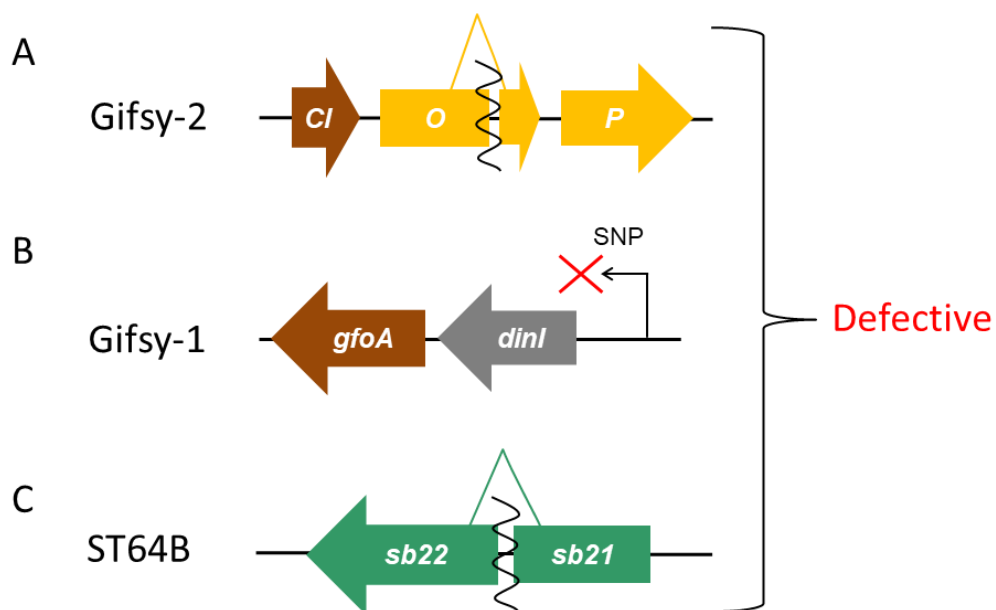 A
Gifsy-2
CI
O
P
B
SNP
Gifsy-1
gfoA
dinI
Defective
C
ST64B
sb22
sb21